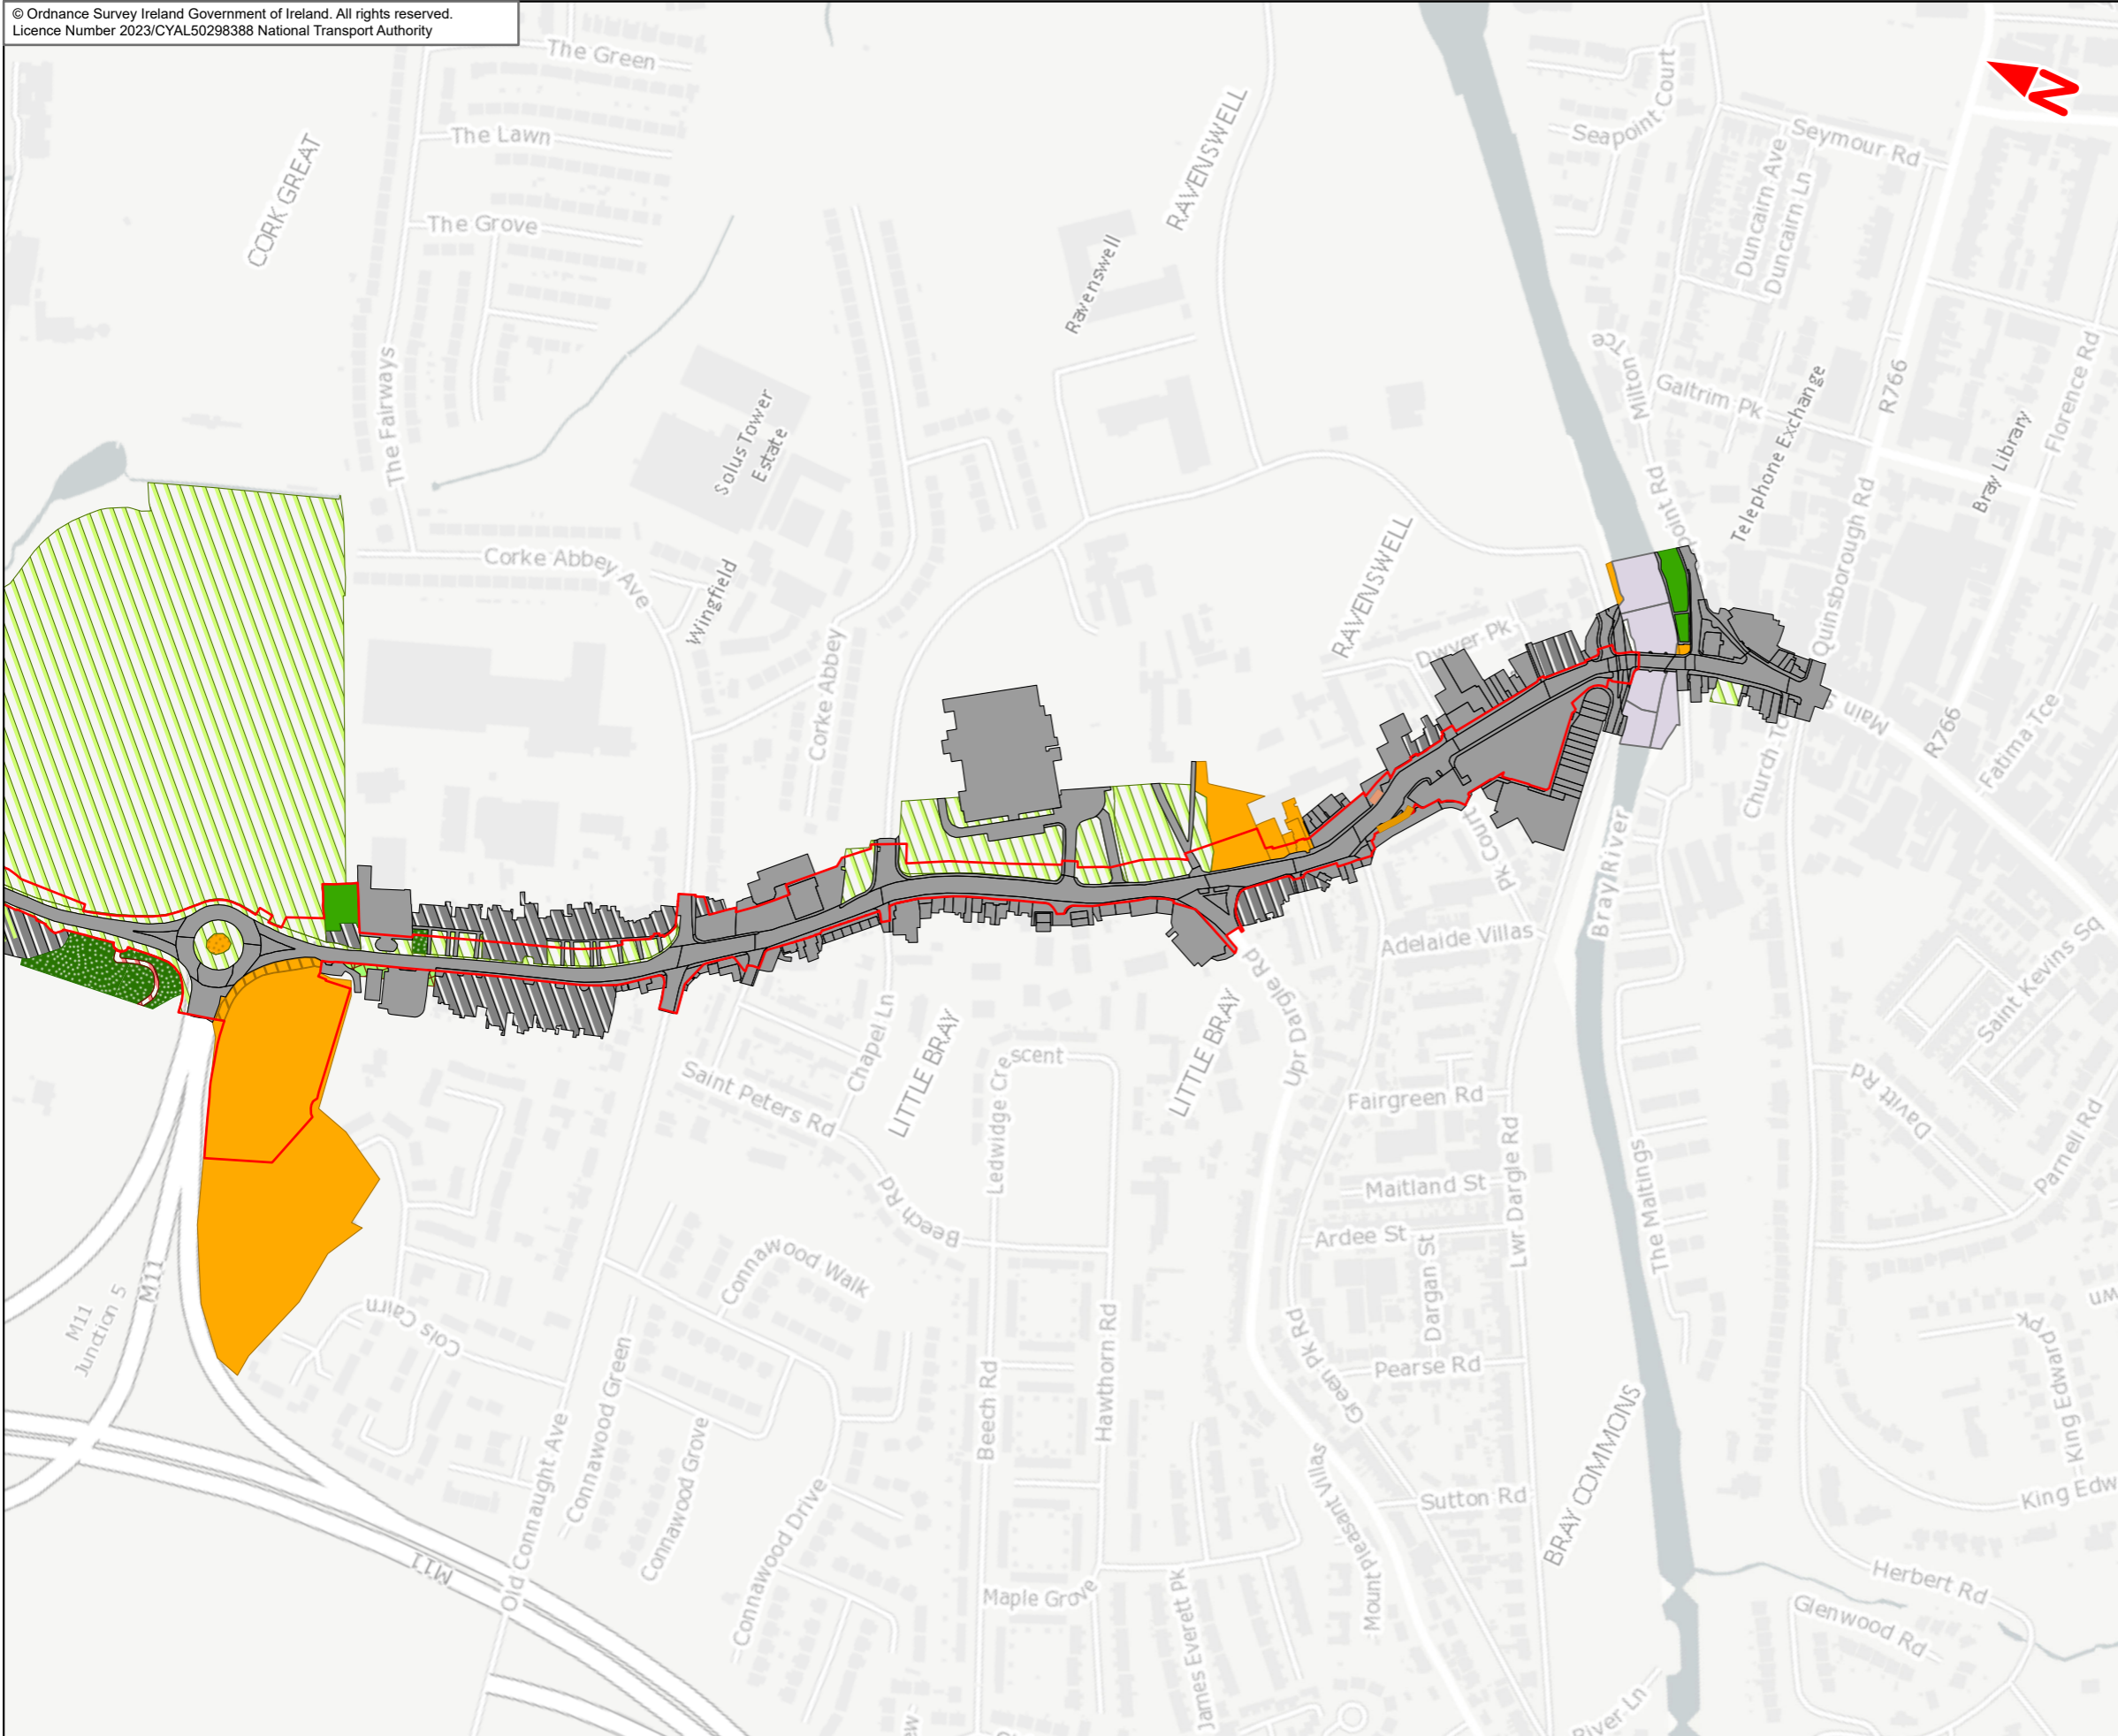 © Ordnance Survey Ireland Government of Ireland. All rights reserved.
Licence Number 2023/CYAL50298388 National Transport Authority
N
The Green
The Lawn
The Grove
CORK GREAT
The Fairways
RAVENSWELL
Ravenswell
Seapoint Court
Seymour Rd
Duncairn Ave
Duncairn Ln
Milton Tce
Galtrim Pk
R766
Florence Rd
Telephone Exchange
Bray Library
Solus Tower
Estate
Corke Abbey Ave
Wingfield
Corke Abbey
RAVENSWELL
Dwyer Pk
point Rd
Quinsborough Rd
Main S
R766
Fatima Tce
Church Tc
Pk Court
Bray River
Adelaide Villas
Upr Dargle Rd
Saint Kevins Sq
Chapel Ln
LITTLE BRAY
LITTLE BRAY
Saint Peters Rd
Ledwidge Crescent
Fairgreen Rd
Davitt Rd
Parnell Rd
Lwr Dargle Rd
Maitland St
Ardee St
Dargan St
The Maltings
Beech Rd
Connawood Walk
M11
M11
Junction 5
Cois Cairn
Connawood Green
Beech Rd
Hawthorn Rd
Green Pk Rd
Pearse Rd
wn
King Edward Pk
King Edw
BRAY COMMONS
Old Connaught Ave
Connawood Grove
Connawood Drive
Mount pleasant Villas
Sutton Rd
M11
Maple Grove
James Everett Pk
Herbert Rd
Glenwood Rd
River Ln
ew